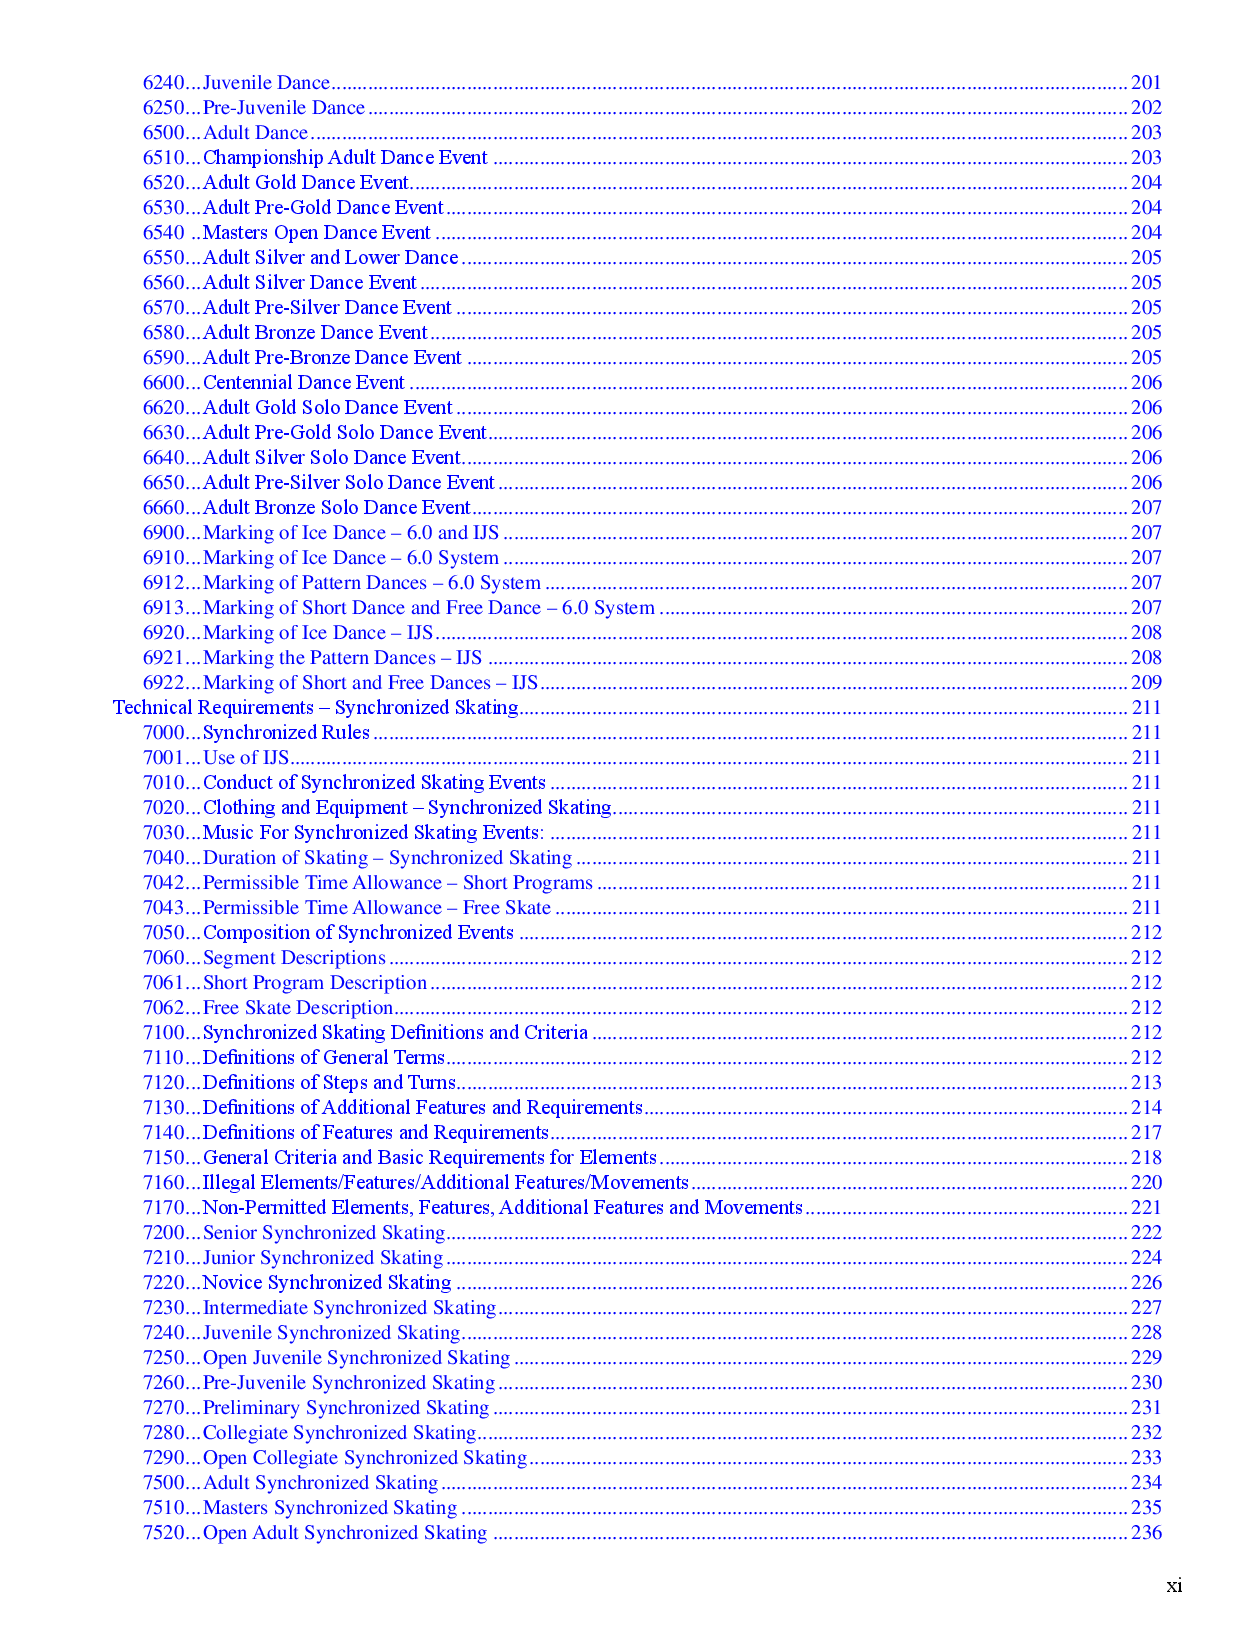 6240...Juvenile Dance........................................ 201
6250...Pre-Juvenile Dance........................................ 202
6500...Adult Dance........................................ 203
6510...Championship Adult Dance Event........................................ 203
6520...Adult Gold Dance Event........................................ 204
6530...Adult Pre-Gold Dance Event........................................ 204
6540 ..Masters Open Dance Event........................................ 204
6550...Adult Silver and Lower Dance........................................ 205
6560...Adult Silver Dance Event........................................ 205
6570...Adult Pre-Silver Dance Event........................................ 205
6580...Adult Bronze Dance Event........................................ 205
6590...Adult Pre-Bronze Dance Event........................................ 205
6600...Centennial Dance Event........................................ 206
6620...Adult Gold Solo Dance Event........................................ 206
6630...Adult Pre-Gold Solo Dance Event........................................ 206
6640...Adult Silver Solo Dance Event........................................ 206
6650...Adult Pre-Silver Solo Dance Event........................................ 206
6660...Adult Bronze Solo Dance Event........................................ 207
6900...Marking of Ice Dance – 6.0 and IJS........................................ 207
6910...Marking of Ice Dance – 6.0 System........................................ 207
6912...Marking of Pattern Dances – 6.0 System........................................ 207
6913...Marking of Short Dance and Free Dance – 6.0 System........................................ 207
6920...Marking of Ice Dance – IJS........................................ 208
6921...Marking the Pattern Dances – IJS........................................ 208
6922...Marking of Short and Free Dances – IJS........................................ 209
Technical Requirements – Synchronized Skating........................................ 211
7000...Synchronized Rules........................................ 211
7001...Use of IJS........................................ 211
7010...Conduct of Synchronized Skating Events........................................ 211
7020...Clothing and Equipment – Synchronized Skating........................................ 211
7030...Music For Synchronized Skating Events:........................................ 211
7040...Duration of Skating – Synchronized Skating........................................ 211
7042...Permissible Time Allowance – Short Programs........................................ 211
7043...Permissible Time Allowance – Free Skate........................................ 211
7050...Composition of Synchronized Events........................................ 212
7060...Segment Descriptions........................................ 212
7061...Short Program Description........................................ 212
7062...Free Skate Description........................................ 212
7100...Synchronized Skating Definitions and Criteria........................................ 212
7110...Definitions of General Terms........................................ 212
7120...Definitions of Steps and Turns........................................ 213
7130...Definitions of Additional Features and Requirements........................................ 214
7140...Definitions of Features and Requirements........................................ 217
7150...General Criteria and Basic Requirements for Elements........................................ 218
7160...Illegal Elements/Features/Additional Features/Movements........................................ 220
7170...Non-Permitted Elements, Features, Additional Features and Movements........................................ 221
7200...Senior Synchronized Skating........................................ 222
7210...Junior Synchronized Skating........................................ 224
7220...Novice Synchronized Skating........................................ 226
7230...Intermediate Synchronized Skating........................................ 227
7240...Juvenile Synchronized Skating........................................ 228
7250...Open Juvenile Synchronized Skating........................................ 229
7260...Pre-Juvenile Synchronized Skating........................................ 230
7270...Preliminary Synchronized Skating........................................ 231
7280...Collegiate Synchronized Skating........................................ 232
7290...Open Collegiate Synchronized Skating........................................ 233
7500...Adult Synchronized Skating........................................ 234
7510...Masters Synchronized Skating........................................ 235
7520...Open Adult Synchronized Skating........................................ 236
xi